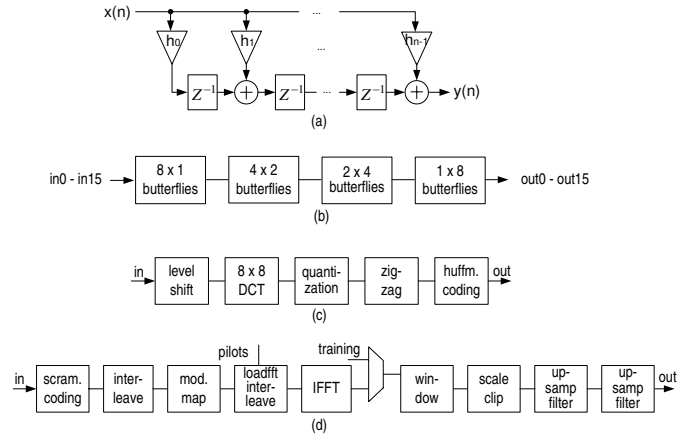 x(n) ...
h0 h1 ... hn-1
Z−1 + Z−1 ... Z−1 + y(n)
(a)
in0 - in15 8 x 1 butterflies 4 x 2 butterflies 2 x 4 butterflies 1 x 8 butterflies out0 - out15
(b)
in level shift 8 x 8 DCT quanti-zation zig-zag huffm. coding out
(c)
pilots training
in scram. coding inter-leave mod. map loadfft inter-leave IFFT win-dow scale clip up-samp filter up-samp filter out
(d)